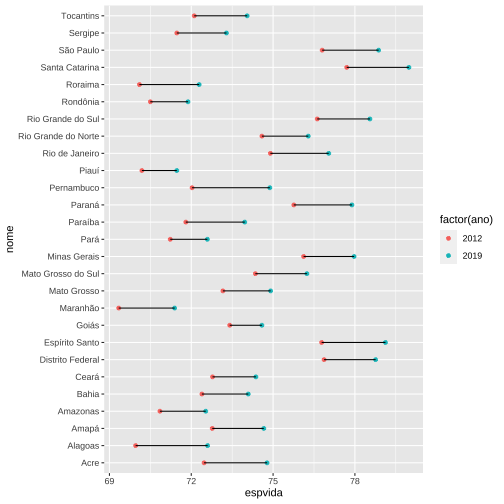 Tocantins
Sergipe
São Paulo
Santa Catarina
Roraima
Rondônia
Rio Grande do Sul
Rio Grande do Norte
Rio de Janeiro
Piauí
Pernambuco
Paraná
Paraíba
Pará
Minas Gerais
Mato Grosso do Sul
Mato Grosso
Maranhão
Goiás
Espírito Santo
Distrito Federal
Ceará
Bahia
Amazonas
Amapá
Alagoas
Acre
nome
69 72 75 78
espvida
factor(ano)
2012
2019